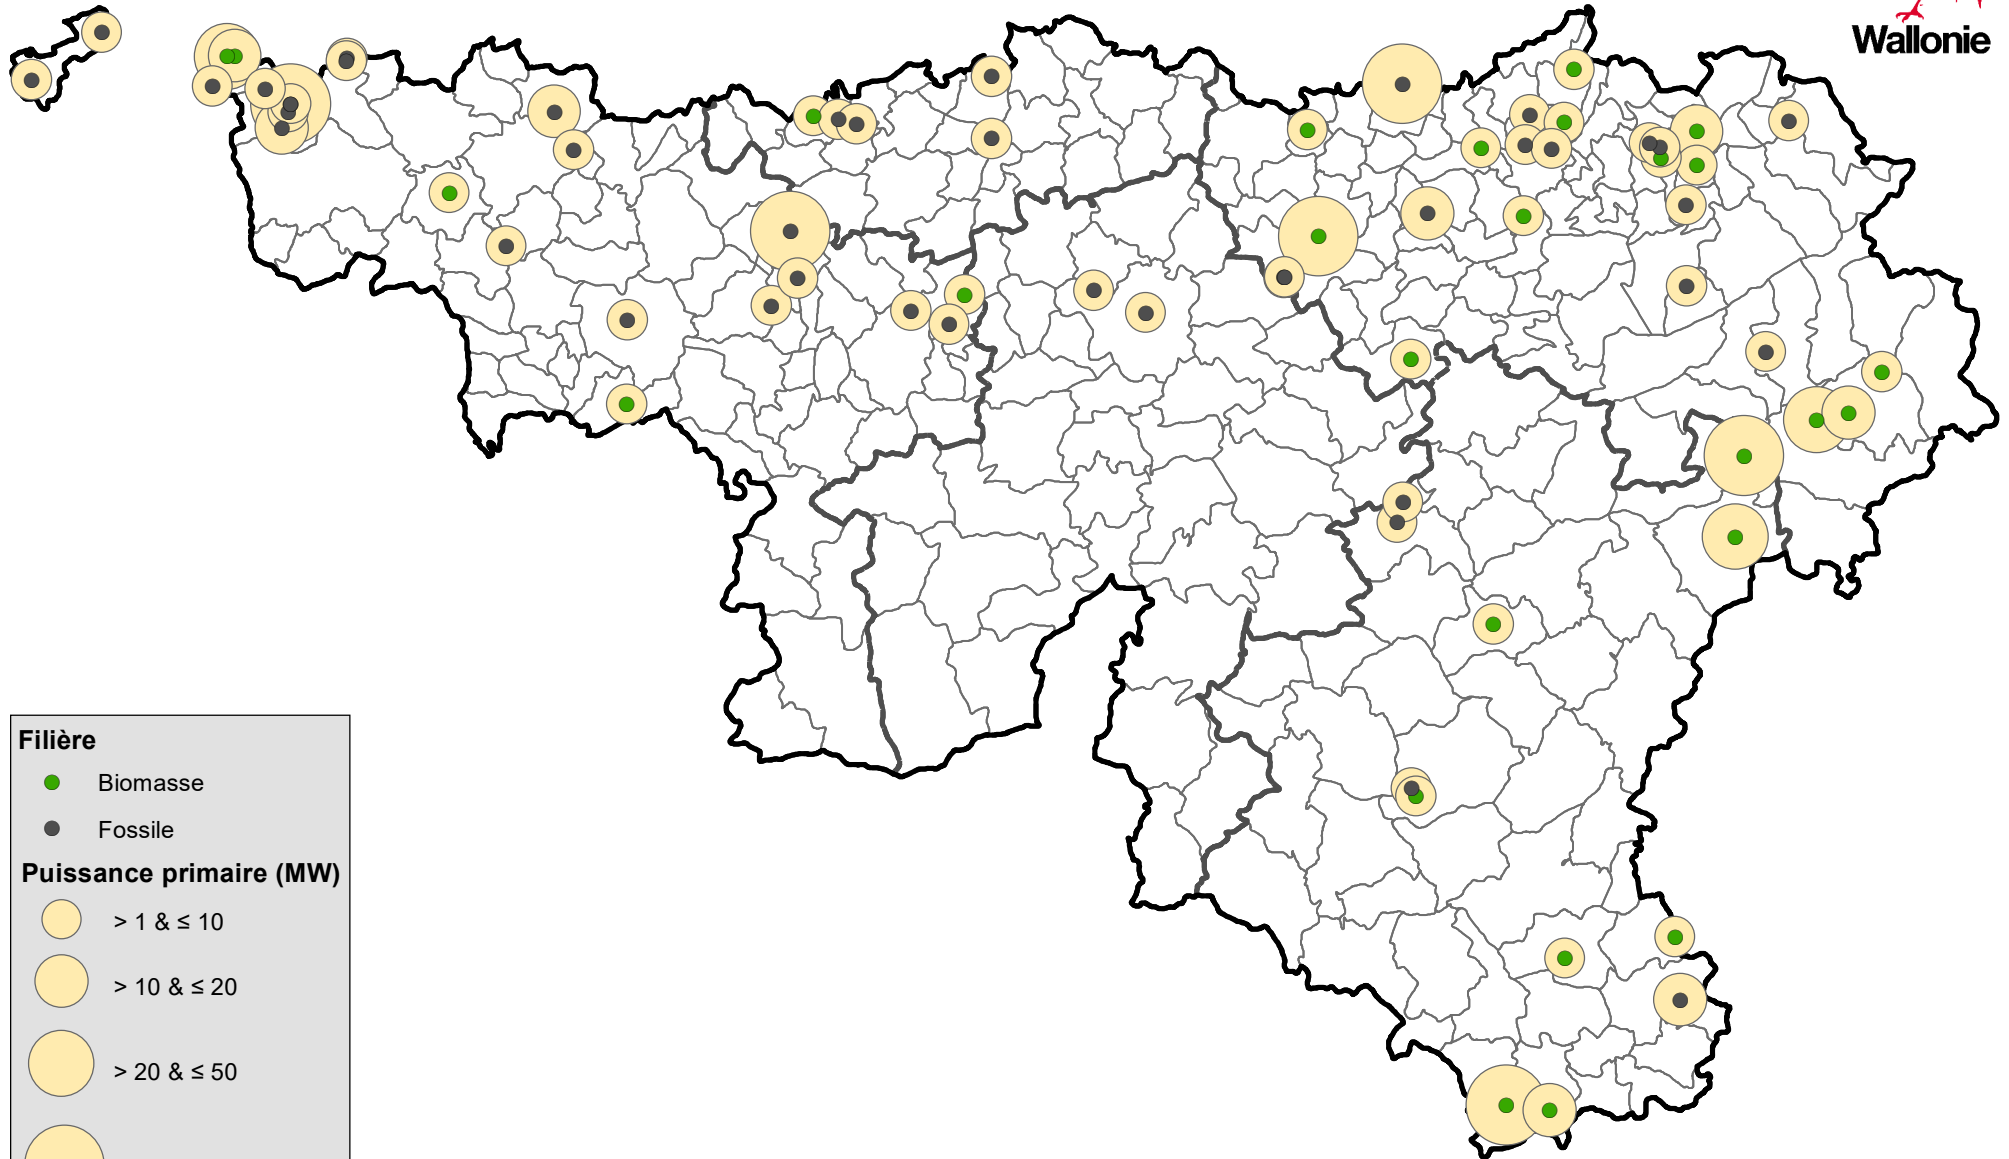 Wallonie
Filière
Biomasse
Fossile
Puissance primaire (MW)
> 1 & ≤ 10
> 10 & ≤ 20
> 20 & ≤ 50